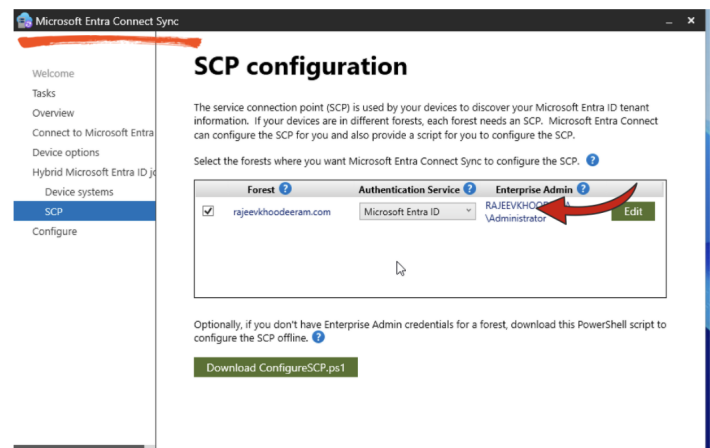 Microsoft Entra Connect Sync
Welcome
Tasks
Overview
Connect to Microsoft Entra
Device options
Hybrid Microsoft Entra ID jo
Device systems
SCP
Configure
SCP configuration
The service connection point (SCP) is used by your devices to discover your Microsoft Entra ID tenant
information. If your devices are in different forests, each forest needs an SCP. Microsoft Entra Connect
can configure the SCP for you and also provide a script for you to configure the SCP.
Select the forests where you want Microsoft Entra Connect Sync to configure the SCP. ?
Forest ? Authentication Service ? Enterprise Admin ?
rajeevkhoodeeram.com Microsoft Entra ID
\Administrator
Edit
Optionally, if you don't have Enterprise Admin credentials for a forest, download this PowerShell script to
configure the SCP offline. ?
Download ConfigureSCP.ps1